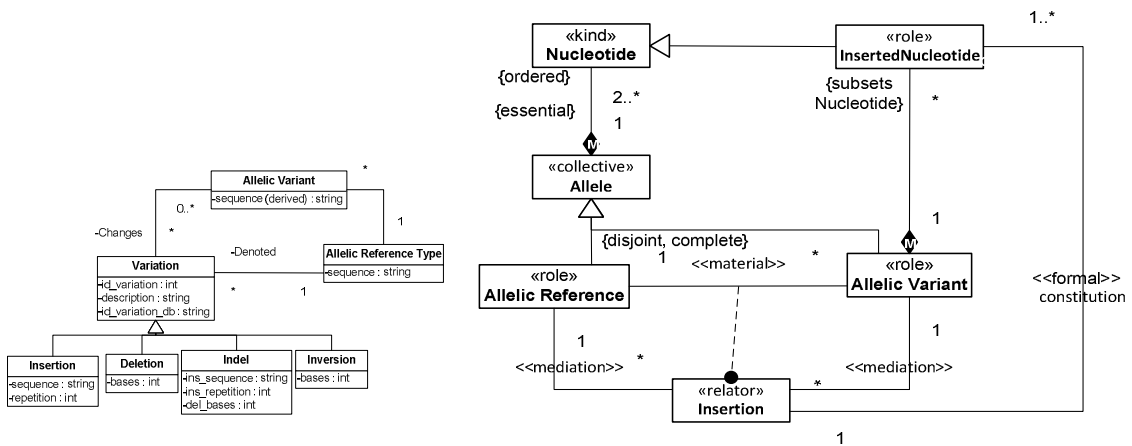 Allelic Variant
-sequence(derived) : string
*
0..*
-Changes
*
1
-Denoted
Allelic Reference Type
-sequence : string
Variation
-id_variation : int
-description : string
-id_variation_db : string
*
1
Insertion
-sequence : string
-repetition : int
Deletion
-bases : int
Indel
-ins_sequence : string
-ins_repetition : int
-del_bases : int
Inversion
-bases : int
«kind»
Nucleotide
{ordered}
{essential}
2..*
1
M
«collective»
Allele
«role»
InsertedNucleotide
1..*
{subsets
Nucleotide}
*
1
M
{disjoint, complete}
1
<<material>>
*
«role»
Allelic Reference
«role»
Allelic Variant
<<formal>>
constitution
1
<<mediation>>
*
1
<<mediation>>
*
«relator»
Insertion
1